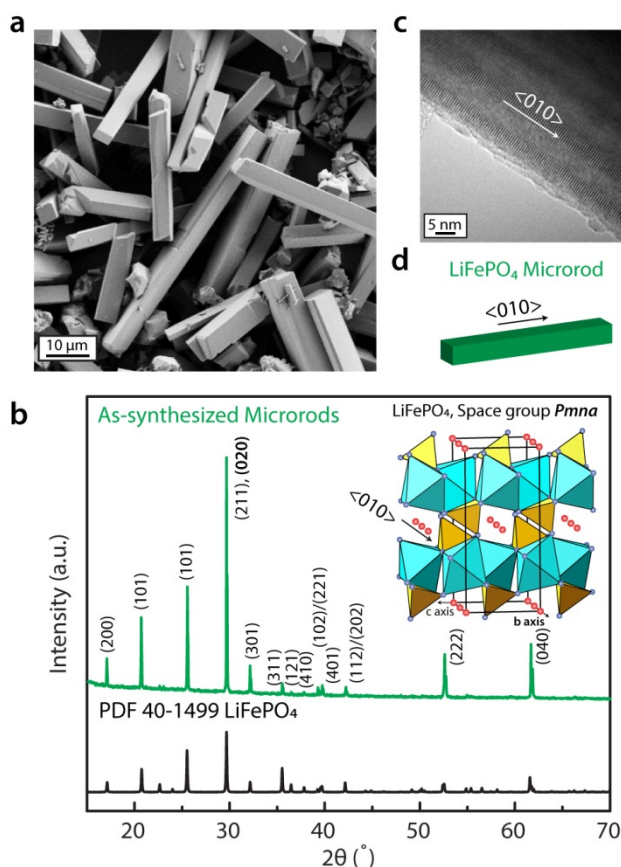 a
10 μm
c
<010>
5 nm
d
LiFePO₄ Microrod
<010>
b
As-synthesized Microrods
LiFePO₄, Space group Pmna
<010>
c axis
b axis
(200)
(101)
(101)
(211), (020)
(301)
(311)
(121)
(410)
(102)/(221)
(401)
(112)/(202)
(222)
(040)
PDF 40-1499 LiFePO₄
Intensity (a.u.)
20 30 40 50 60 70
2θ (°)